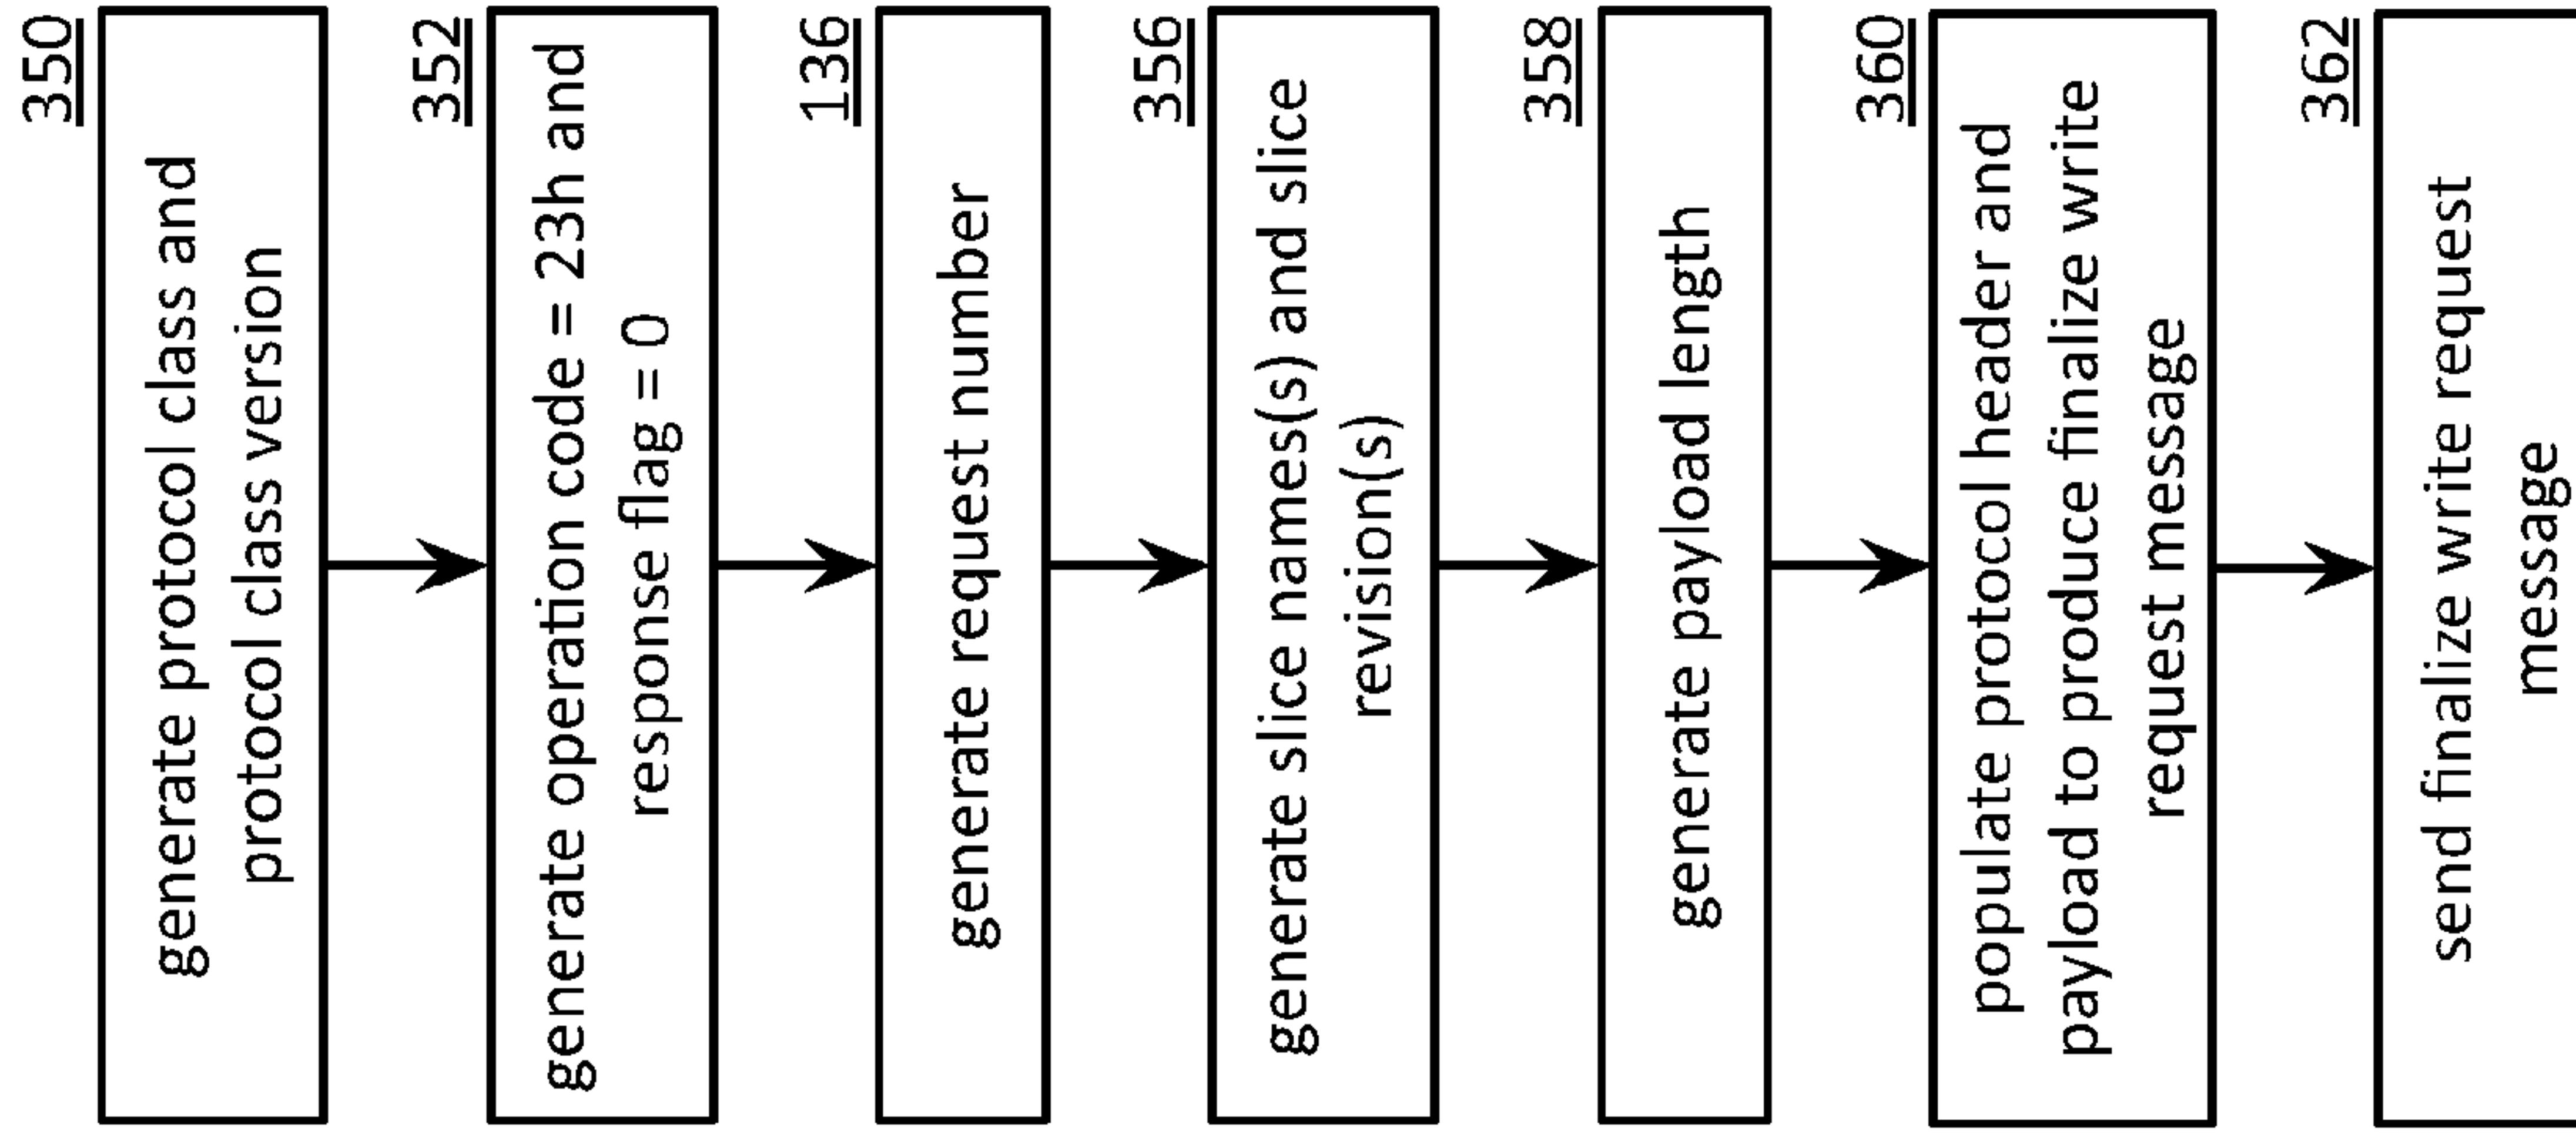 350
generate protocol class and
protocol class version
352
generate operation code = 23h and
response flag = 0
136
generate request number
356
generate slice names(s) and slice
revision(s)
358
generate payload length
360
populate protocol header and
payload to produce finalize write
request message
362
send finalize write request
message